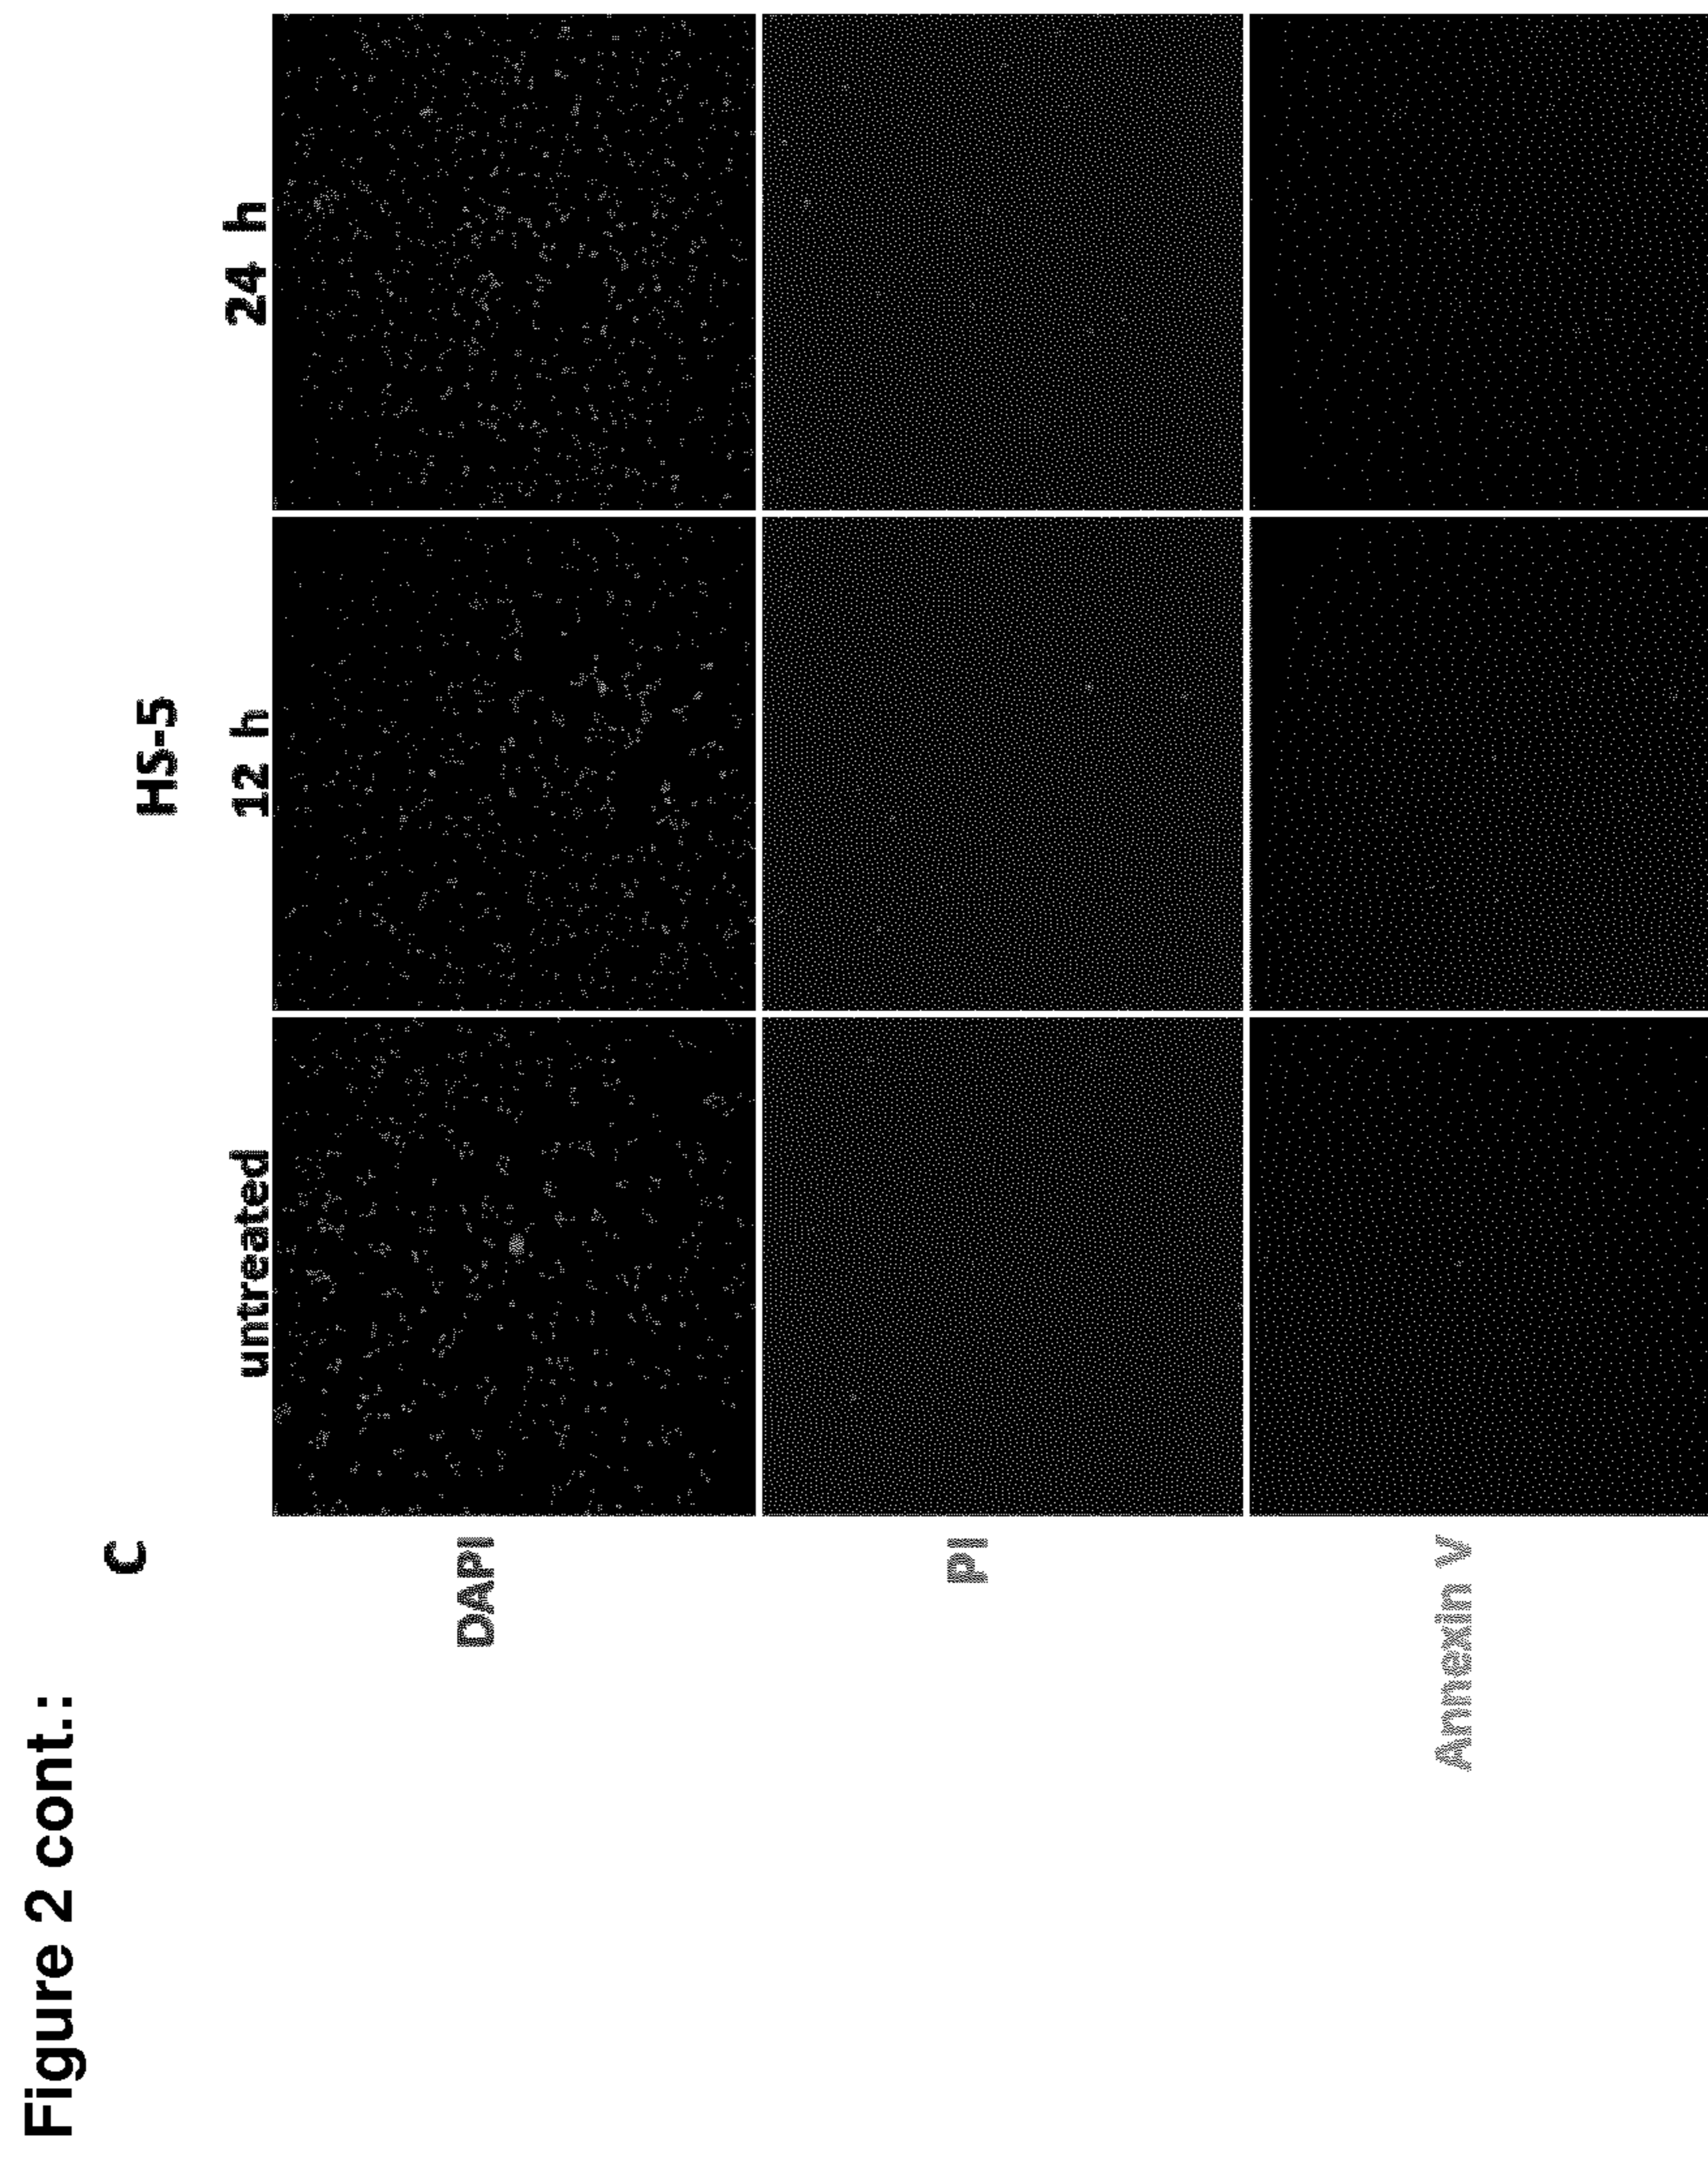 Figure 2 cont.:
C
HS-5
untreated 12 h 24 h
DAPI
PI
Annexin V